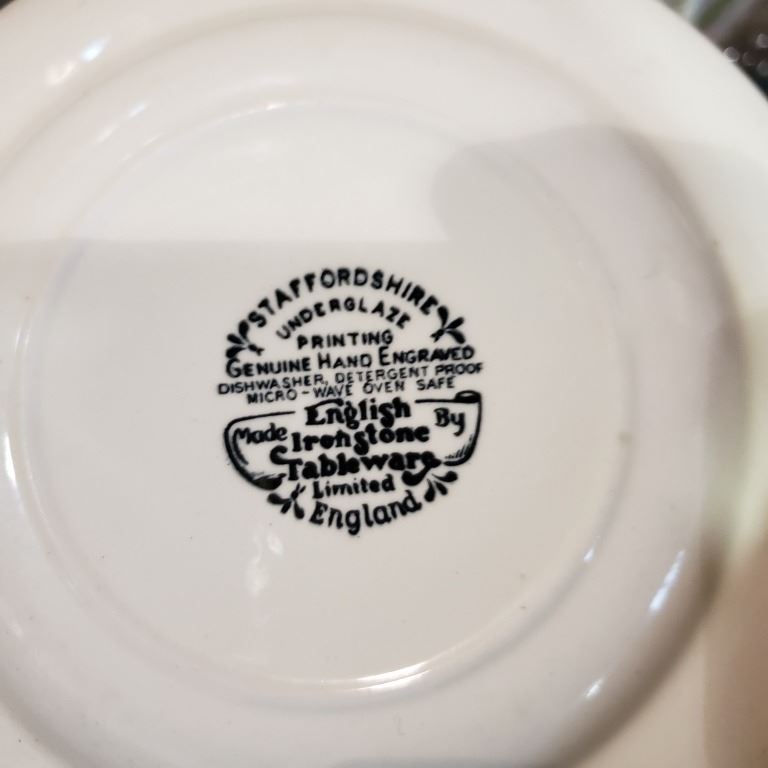 STAFFORDSHIRE
UNDERGLAZE
PRINTING
GENUINE HAND ENGRAVED
DISHWASHER, DETERGENT PROOF
MICRO-WAVE OVEN SAFE
Made English By
Ironstone
Tableware
Limited
England